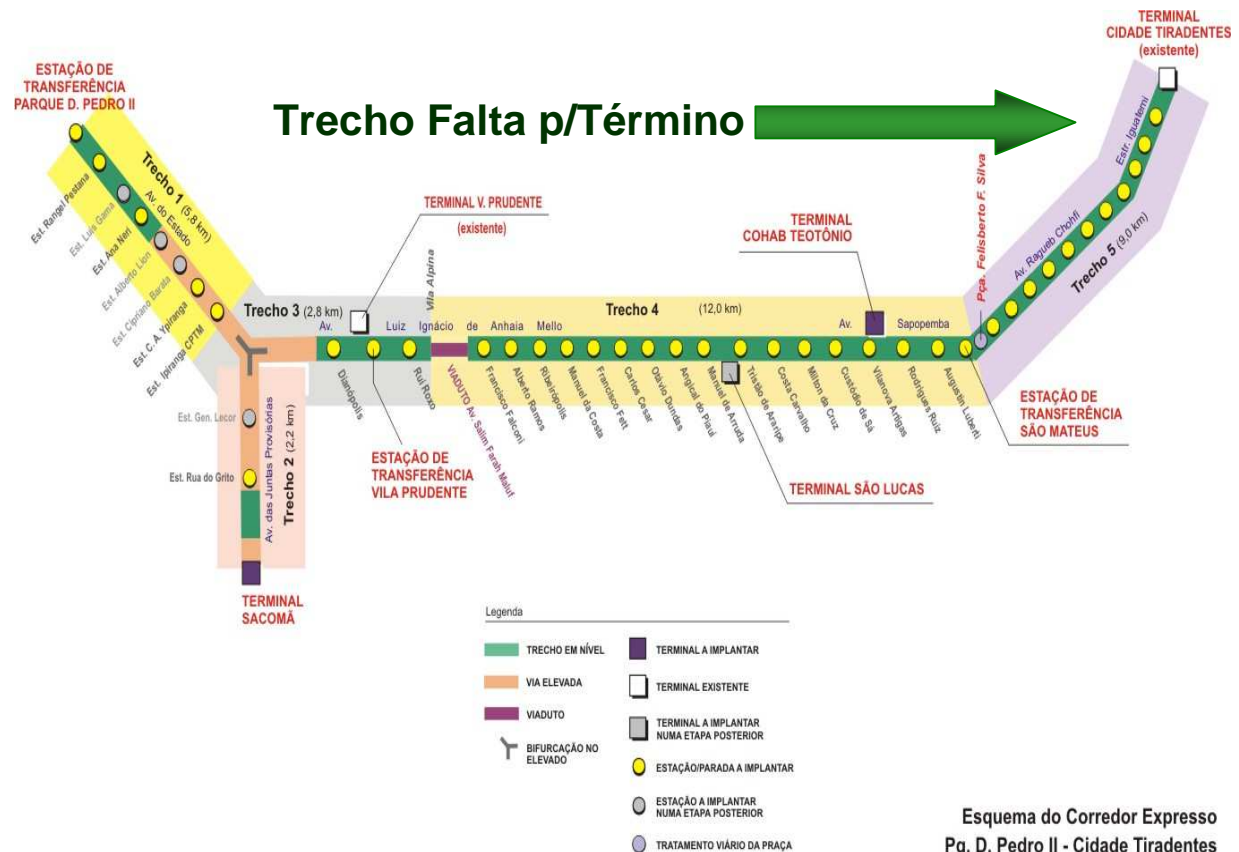 TERMINAL
CIDADE TIRADENTES
(existente)
ESTAÇÃO DE
TRANSFERÊNCIA
PARQUE D. PEDRO II
Trecho Falta p/Término
Trecho 1 (5,8 km)
Av. do Estado
Est. Rangel Pestana
Est. Luis Gama
Est. Ana Neri
Est. Alberto Lion
Est. Cipriano Barata
Est. C. A. Ypiranga
Est. Ipiranga CPTM
TERMINAL V. PRUDENTE
(existente)
TERMINAL
COHAB TEOTÔNIO
Pça. Felisberto F. Silva
Estr. Iguatemi
Av. Ragueb Chohfi
Trecho 5 (9,0 km)
Vila Alpina
Trecho 3 (2,8 km)
Trecho 4 (12,0 km)
Av. Luiz Ignácio de Anhaia Mello
Av. Sapopemba
Dianópolis
Rui Roxo
VIADUTO Av. Salim Farah Maluf
Francisco Falconi
Alberto Ramos
Ribeirópolis
Manuel da Costa
Francisco Fett
Carlos César
Otávio Dundas
Angical do Piauí
Manuel de Arruda
Tristão de Araripe
Costa Carvalho
Milton da Cruz
Custódio de Sá
Vilanova Artigas
Rodrigues Ruiz
Augustin Luberti
ESTAÇÃO DE
TRANSFERÊNCIA
SÃO MATEUS
ESTAÇÃO DE
TRANSFERÊNCIA
VILA PRUDENTE
TERMINAL SÃO LUCAS
Est. Gen. Lecor
Est. Rua do Grito
Av. das Juntas Provisórias
Trecho 2 (2,2 km)
TERMINAL
SACOMÃ
Legenda
TRECHO EM NÍVEL
VIA ELEVADA
VIADUTO
BIFURCAÇÃO NO
ELEVADO
TERMINAL A IMPLANTAR
TERMINAL EXISTENTE
TERMINAL A IMPLANTAR
NUMA ETAPA POSTERIOR
ESTAÇÃO/PARADA A IMPLANTAR
ESTAÇÃO A IMPLANTAR
NUMA ETAPA POSTERIOR
TRATAMENTO VIÁRIO DA PRAÇA
Esquema do Corredor Expresso
Pq. D. Pedro II - Cidade Tiradentes